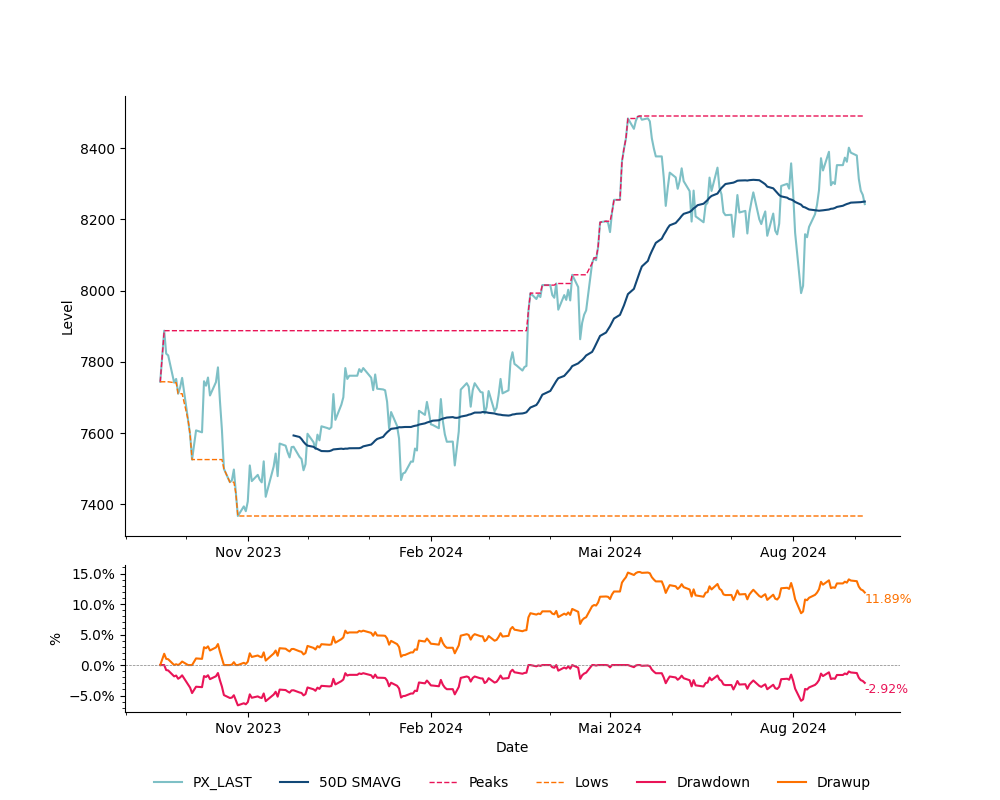 8400
8200
8000
7800
7600
7400
Level
Nov 2023 Feb 2024 Mai 2024 Aug 2024
15.0%
10.0%
5.0%
0.0%
−5.0%
%
11.89%
-2.92%
Nov 2023 Feb 2024 Mai 2024 Aug 2024
Date
PX_LAST 50D SMAVG Peaks Lows Drawdown Drawup